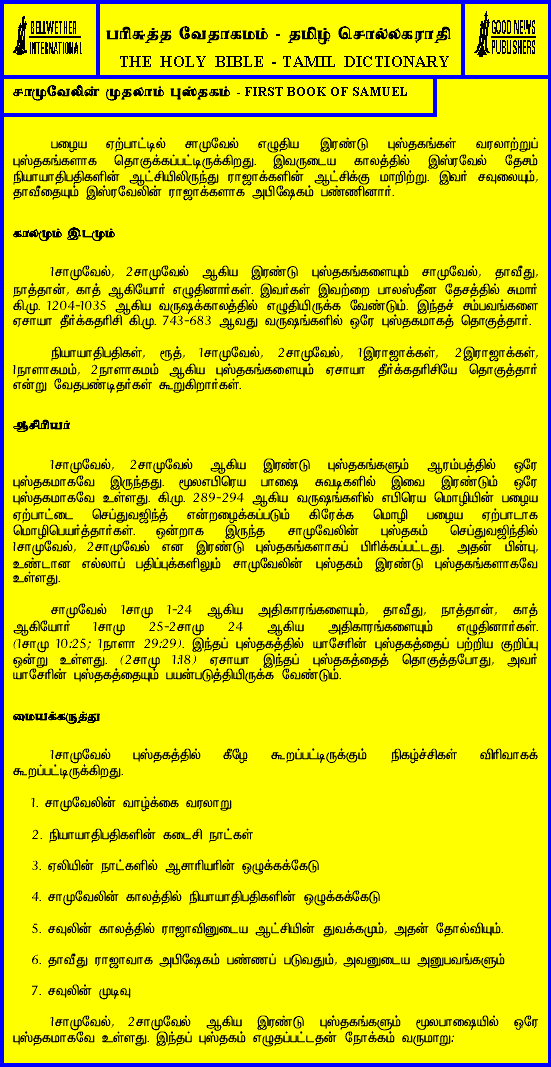 BELLWETHER
INTERNATIONAL
பரிசுத்த வேதாகமம் - தமிழ் சொல்லகராதி
THE HOLY BIBLE - TAMIL DICTIONARY
GOOD NEWS
PUBLISHERS
சாமுவேலின் முதலாம் புஸ்தகம் - FIRST BOOK OF SAMUEL
பழைய ஏற்பாட்டில் சாமுவேல் எழுதிய இரண்டு புஸ்தகங்கள் வரலாற்றுப்
புஸ்தகங்களாக தொகுக்கப்பட்டிருக்கிறது. இவருடைய காலத்தில் இஸ்ரவேல் தேசம்
நியாயாதிபதிகளின் ஆட்சியிலிருந்து ராஜாக்களின் ஆட்சிக்கு மாறிற்று. இவர் சவுலையும்,
தாவீதையும் இஸ்ரவேலின் ராஜாக்களாக அபிஷேகம் பண்ணினார்.
காலமும் இடமும்
1சாமுவேல், 2சாமுவேல் ஆகிய இரண்டு புஸ்தகங்களையும் சாமுவேல், தாவீது,
நாத்தான், காத் ஆகியோர் எழுதினார்கள். இவர்கள் இவற்றை பாலஸ்தீன தேசத்தில் சுமார்
கி.மு. 1204-1035 ஆகிய வருஷக்காலத்தில் எழுதியிருக்க வேண்டும். இந்தச் சம்பவங்களை
ஏசாயா தீர்க்கதரிசி கி.மு. 743-683 ஆவது வருஷங்களில் ஒரே புஸ்தகமாகத் தொகுத்தார்.
நியாயாதிபதிகள், ரூத், 1சாமுவேல், 2சாமுவேல், 1இராஜாக்கள், 2இராஜாக்கள்,
1நாளாகமம், 2நாளாகமம் ஆகிய புஸ்தகங்களையும் ஏசாயா தீர்க்கதரிசியே தொகுத்தார்
என்று வேதபண்டிதர்கள் கூறுகிறார்கள்.
ஆசிரியர்
1சாமுவேல், 2சாமுவேல் ஆகிய இரண்டு புஸ்தகங்களும் ஆரம்பத்தில் ஒரே
புஸ்தகமாகவே இருந்தது. மூலஎபிரெய பாஷை சுவடிகளில் இவை இரண்டும் ஒரே
புஸ்தகமாகவே உள்ளது. கி.மு. 289-294 ஆகிய வருஷங்களில் எபிரெய மொழியின் பழைய
ஏற்பாட்டை செப்துவஜிந்த் என்றழைக்கப்படும் கிரேக்க மொழி பழைய ஏற்பாடாக
மொழிபெயர்த்தார்கள். ஒன்றாக இருந்த சாமுவேலின் புஸ்தகம் செப்துவஜிந்தில்
1சாமுவேல், 2சாமுவேல் என இரண்டு புஸ்தகங்களாகப் பிரிக்கப்பட்டது. அதன் பின்பு,
உண்டான எல்லாப் பதிப்புக்களிலும் சாமுவேலின் புஸ்தகம் இரண்டு புஸ்தகங்களாகவே
உள்ளது.
சாமுவேல் 1சாமு 1-24 ஆகிய அதிகாரங்களையும், தாவீது, நாத்தான், காத்
ஆகியோர் 1சாமு 25-2சாமு 24 ஆகிய அதிகாரங்களையும் எழுதினார்கள்.
(1சாமு 10:25; 1நாளா 29:29). இந்தப் புஸ்தகத்தில் யாசேரின் புஸ்தகத்தைப் பற்றிய குறிப்பு
ஒன்று உள்ளது. (2சாமு 1:18) ஏசாயா இந்தப் புஸ்தகத்தைத் தொகுத்தபோது, அவர்
யாசேரின் புஸ்தகத்தையும் பயன்படுத்தியிருக்க வேண்டும்.
மையக்கருத்து
1சாமுவேல் புஸ்தகத்தில் கீழே கூறப்பட்டிருக்கும் நிகழ்ச்சிகள் விரிவாகக்
கூறப்பட்டிருக்கிறது.
1. சாமுவேலின் வாழ்க்கை வரலாறு
2. நியாயாதிபதிகளின் கடைசி நாட்கள்
3. ஏலியின் நாட்களில் ஆசாரியரின் ஒழுக்கக்கேடு
4. சாமுவேலின் காலத்தில் நியாயாதிபதிகளின் ஒழுக்கக்கேடு
5. சவுலின் காலத்தில் ராஜாவினுடைய ஆட்சியின் துவக்கமும், அதன் தோல்வியும்.
6. தாவீது ராஜாவாக அபிஷேகம் பண்ணப் படுவதும், அவனுடைய அனுபவங்களும்
7. சவுலின் முடிவு
1சாமுவேல், 2சாமுவேல் ஆகிய இரண்டு புஸ்தகங்களும் மூலபாஷையில் ஒரே
புஸ்தகமாகவே உள்ளது. இந்தப் புஸ்தகம் எழுதப்பட்டதன் நோக்கம் வருமாறு: